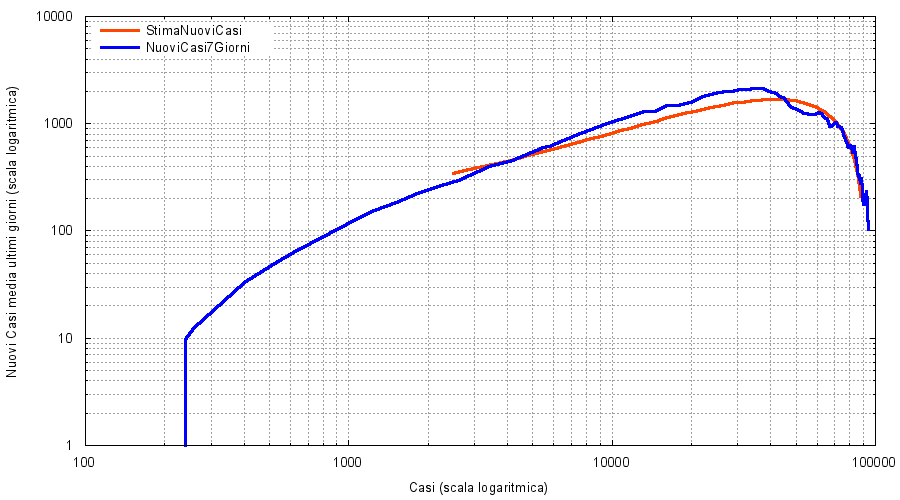 10000
StimaNuoviCasi
NuoviCasi7Giorni
1000
100
10
1
Nuovi Casi media ultimi giorni (scala logaritmica)
100
1000
10000
100000
Casi (scala logaritmica)